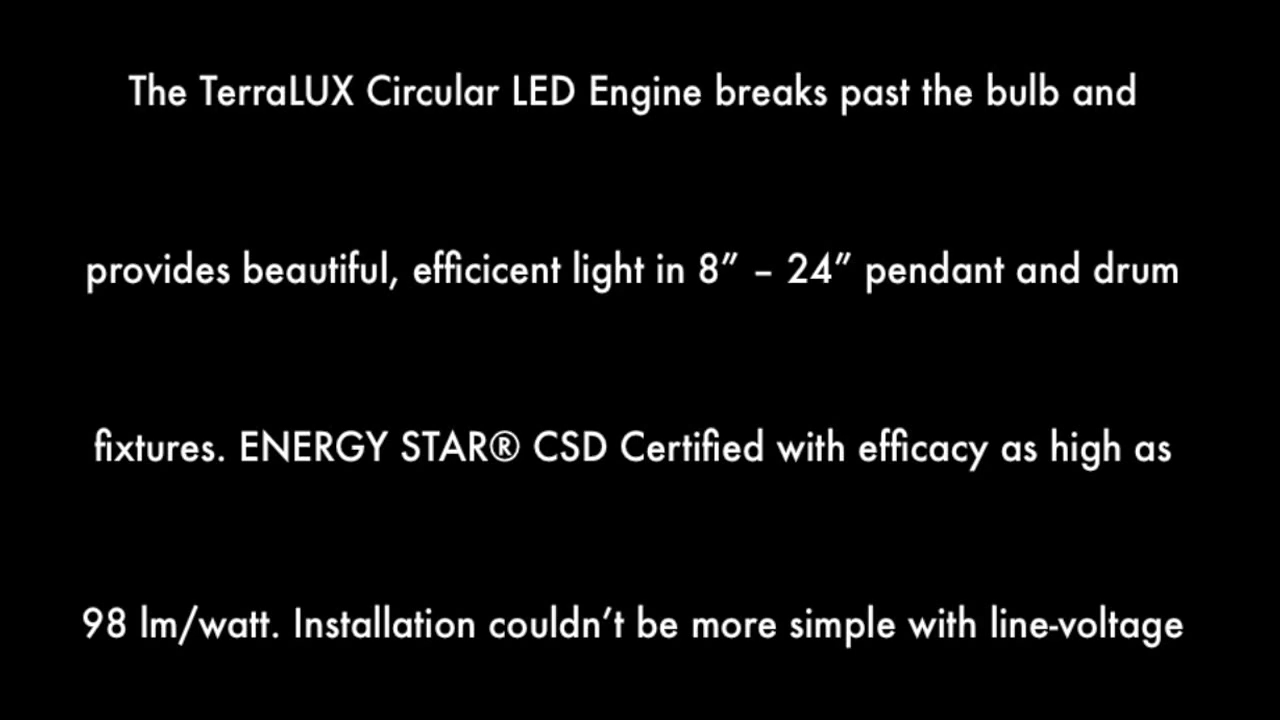 The TerraLUX Circular LED Engine breaks past the bulb and
provides beautiful, efficicent light in 8” – 24” pendant and drum
fixtures. ENERGY STAR® CSD Certified with efficacy as high as
98 lm/watt. Installation couldn’t be more simple with line-voltage